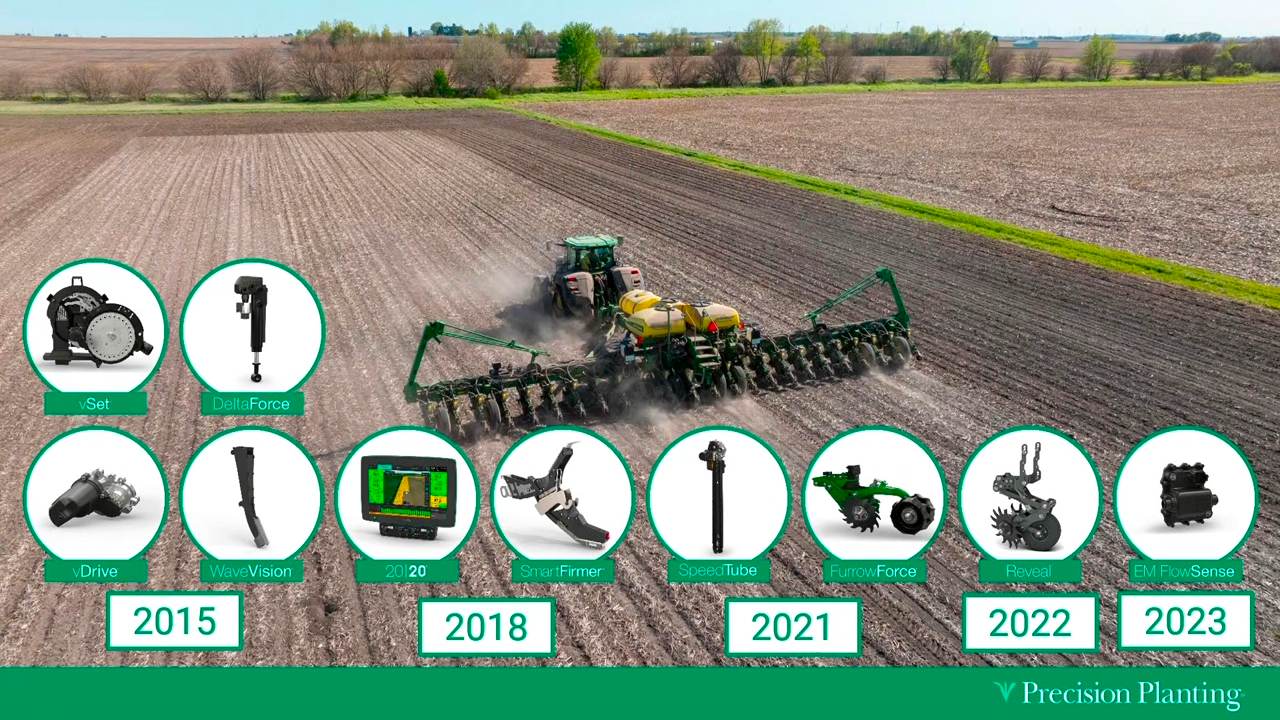 vSet
DeltaForce
vDrive
WaveVision
20|20
SmartFirmer
SpeedTube
FurrowForce
Reveal
EM FlowSense
2015
2018
2021
2022
2023
Precision Planting